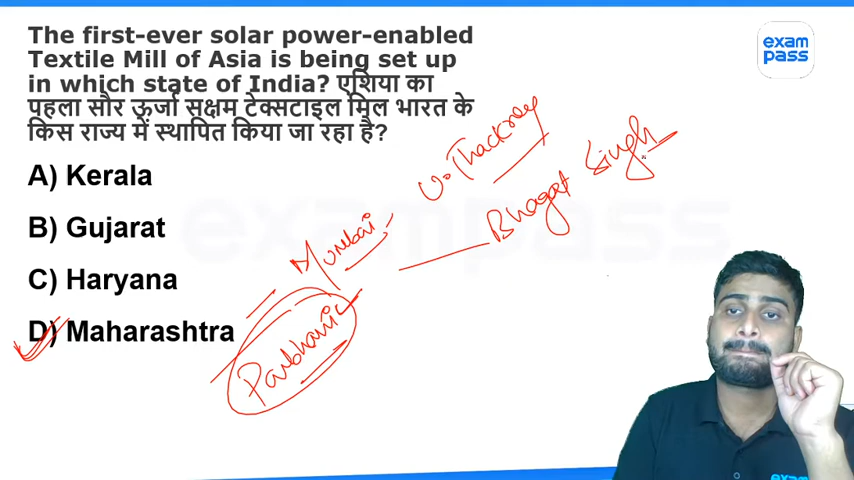 The first-ever solar power-enabled
Textile Mill of Asia is being set up
in which state of India? एशिया का
पहला सौर ऊर्जा सक्षम टेक्सटाइल मिल भारत के
किस राज्य में स्थापित किया जा रहा है?
exam
pass
A) Kerala
B) Gujarat
C) Haryana
D) Maharashtra
U. Thackrey
Bhagat Singh
Mumbai
Parbhani
exampass
exam